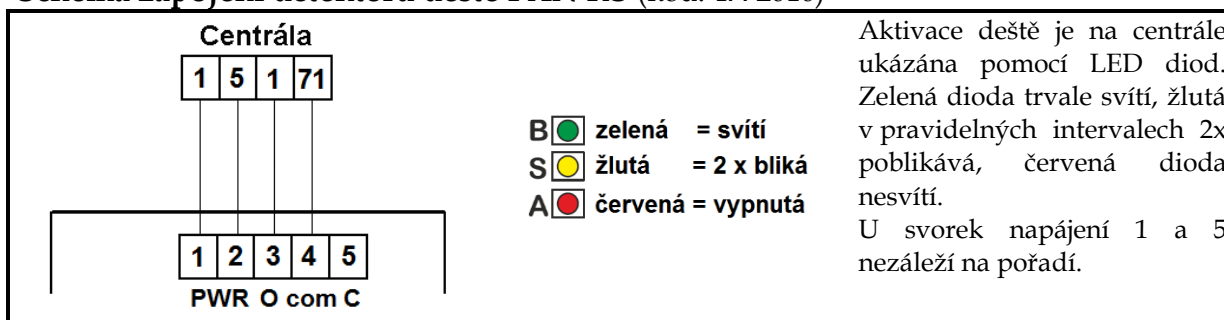 Centrála
1 5 1 71
B zelená = svítí
S žlutá = 2 x bliká
A červená = vypnutá
1 2 3 4 5
PWR O com C
Aktivace deště je na centrále
ukázána pomocí LED diod.
Zelená dioda trvale svítí, žlutá
v pravidelných intervalech 2x
poblikává, červená dioda
nesvítí.
U svorek napájení 1 a 5
nezáleží na pořadí.